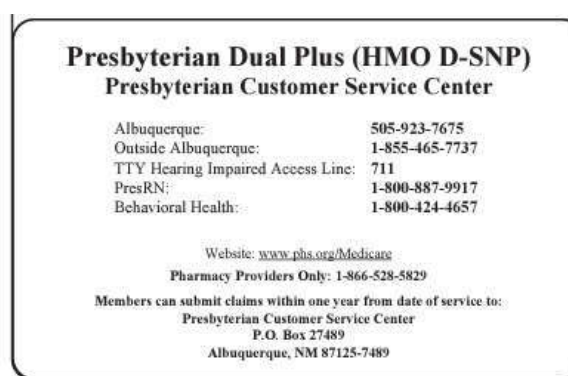 Presbyterian Dual Plus (HMO D-SNP)
Presbyterian Customer Service Center
Albuquerque: 505-923-7675
Outside Albuquerque: 1-855-465-7737
TTY Hearing Impaired Access Line: 711
PresRN: 1-800-887-9917
Behavioral Health: 1-800-424-4657
Website: www.phs.org/Medicare
Pharmacy Providers Only: 1-866-528-5829
Members can submit claims within one year from date of service to:
Presbyterian Customer Service Center
P.O. Box 27489
Albuquerque, NM 87125-7489